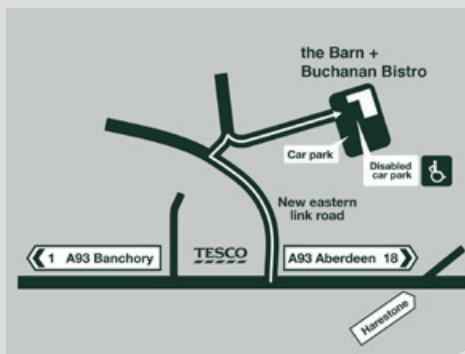 the Barn +
Buchanan Bistro
Car park
Disabled
car park
New eastern
link road
1 A93 Banchory
TESCO
A93 Aberdeen 18
Harestone